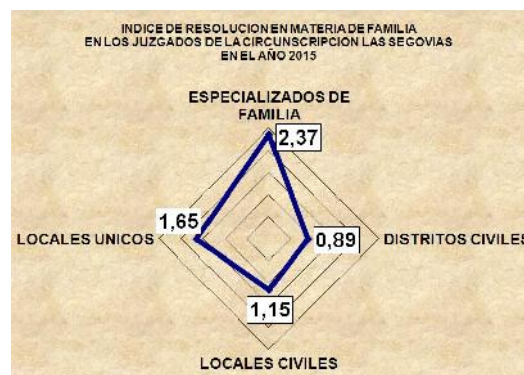 INDICE DE RESOLUCION EN MATERIA DE FAMILIA
EN LOS JUZGADOS DE LA CIRCUNSCRIPCION LAS SEGOVIAS
EN EL AÑO 2015
ESPECIALIZADOS DE
FAMILIA
2,37
1,65
LOCALES UNICOS
0,89
DISTRITOS CIVILES
1,15
LOCALES CIVILES